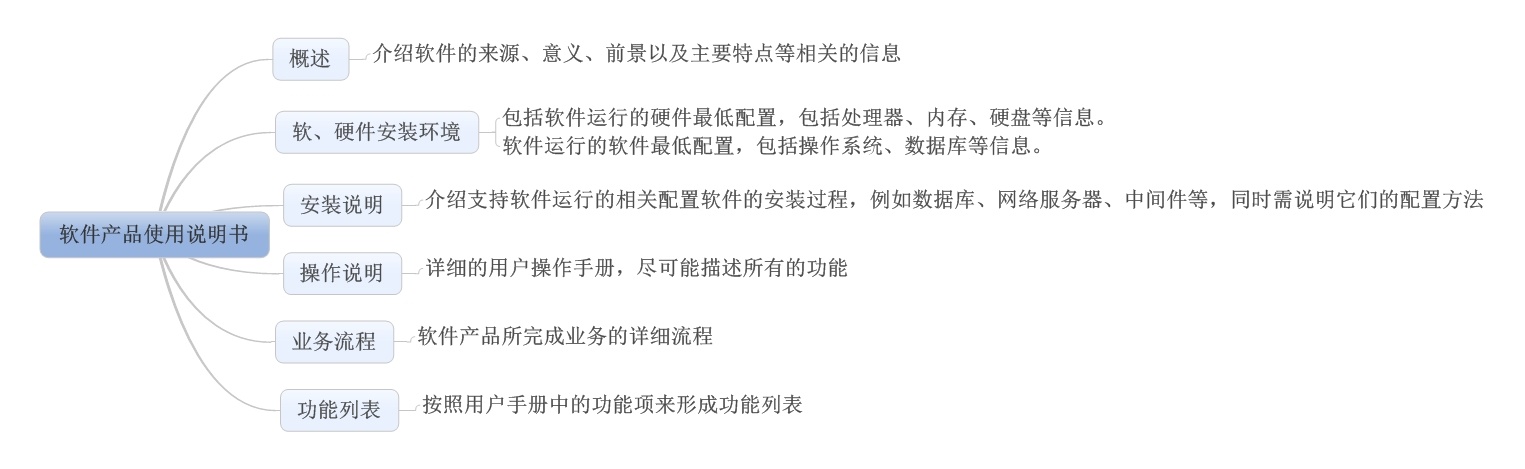 概述
介绍软件的来源、意义、前景以及主要特点等相关的信息
软、硬件安装环境
包括软件运行的硬件最低配置，包括处理器、内存、硬盘等信息。
软件运行的软件最低配置，包括操作系统、数据库等信息。
安装说明
介绍支持软件运行的相关配置软件的安装过程，例如数据库、网络服务器、中间件等，同时需说明它们的配置方法
软件产品使用说明书
操作说明
详细的用户操作手册，尽可能描述所有的功能
业务流程
软件产品所完成业务的详细流程
功能列表
按照用户手册中的功能项来形成功能列表